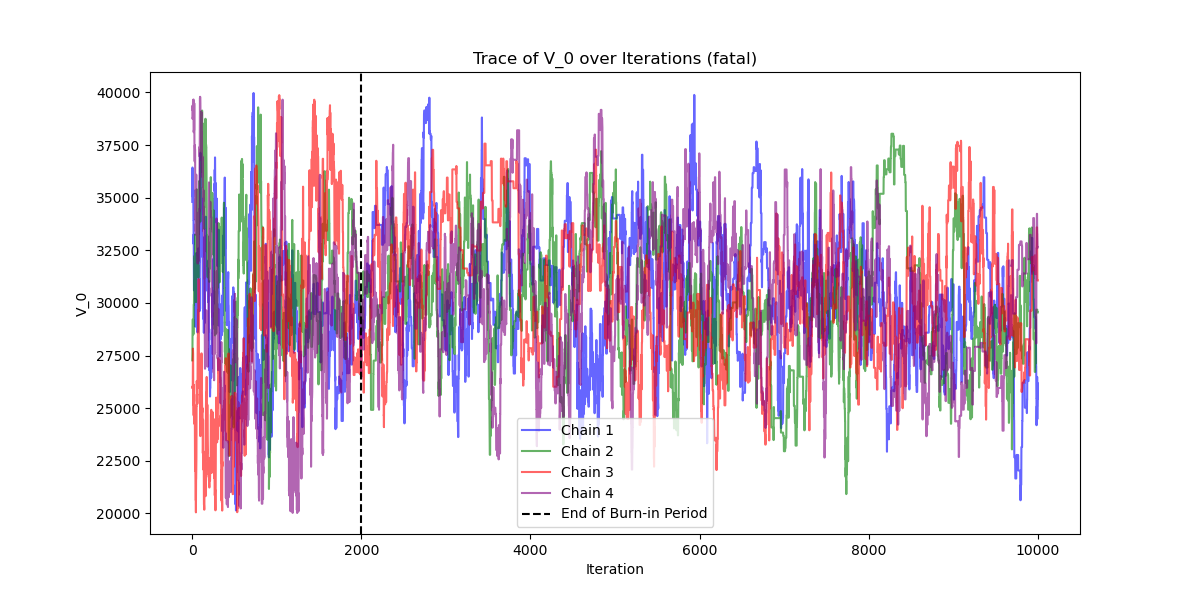 Trace of V_0 over Iterations (fatal)
40000
37500
35000
32500
30000
27500
25000
22500
20000
V_0
Chain 1
Chain 2
Chain 3
Chain 4
End of Burn-in Period
0 2000 4000 6000 8000 10000
Iteration